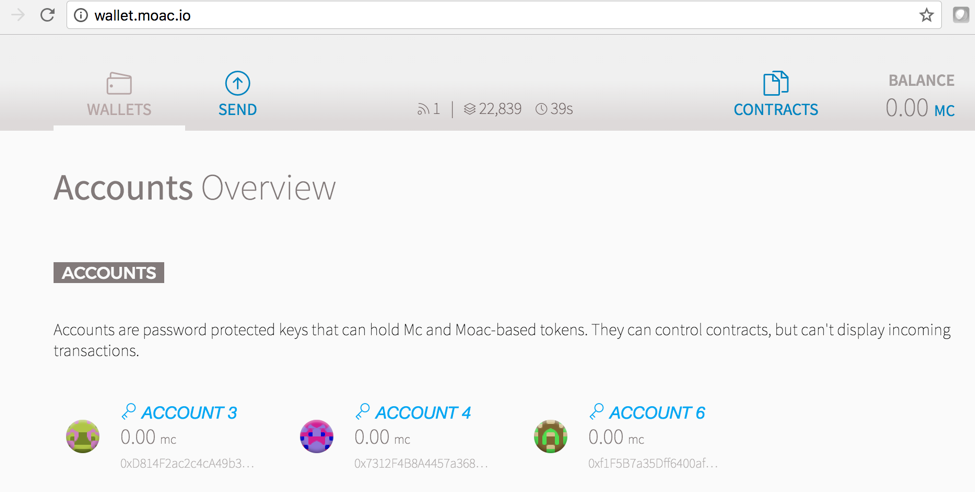 wallet.moac.io
WALLETS
SEND
1 | 22,839 39s
CONTRACTS
BALANCE
0.00 MC
Accounts Overview
ACCOUNTS
Accounts are password protected keys that can hold Mc and Moac-based tokens. They can control contracts, but can't display incoming
transactions.
ACCOUNT 3
0.00 mc
0xD814F2ac2c4cA49b3...
ACCOUNT 4
0.00 mc
0x7312F4B8A4457a368...
ACCOUNT 6
0.00 mc
0xf1F5B7a35Dff6400af...